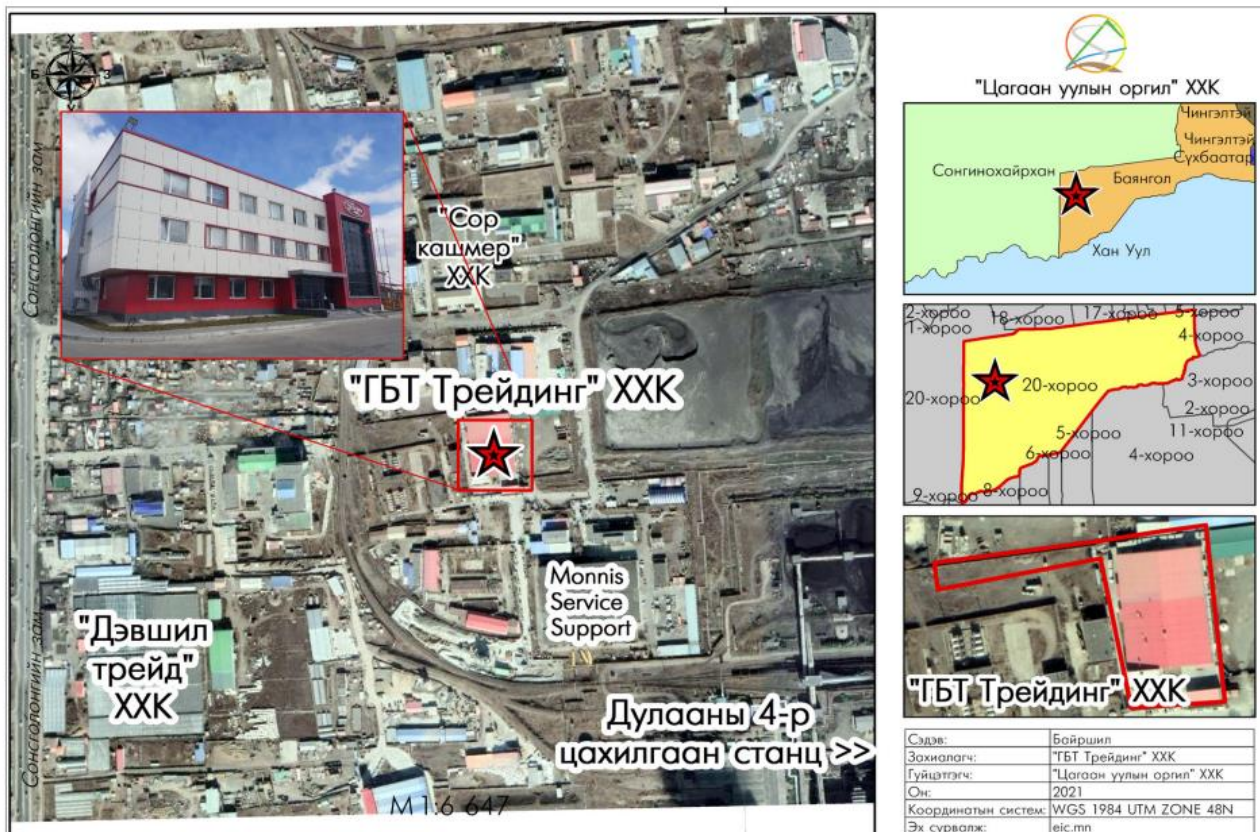 Х
Б
З
У
Сонсголонгийн зам
"Сор
кашмер"
ХХК
"ГБТ Трейдинг" ХХК
Monnis
Service
Support
"Дэвшил
трейд"
ХХК
Сонсголонгийн зам
Дулааны 4-р
цахилгаан станц >>
М 1:6 647
"Цагаан уулын оргил" ХХК
Чингэлтэй
Чингэлтэй
Сүхбаатар
Сонгинохайрхан
Баянгол
Хан Уул
2-хороо
1-хороо
18-хороо
17-хороо
5-хороо
4-хороо
20-хороо
20-хороо
3-хороо
2-хороо
11-хороо
5-хороо
6-хороо
4-хороо
9-хороо
8-хороо
"ГБТ Трейдинг" ХХК
Сэдэв: Байршил
Захиалагч: "ГБТ Трейдинг" ХХК
Гүйцэтгэгч: "Цагаан уулын оргил" ХХК
Он: 2021
Координатын систем: WGS 1984 UTM ZONE 48N
Эх сурвалж: eic.mn